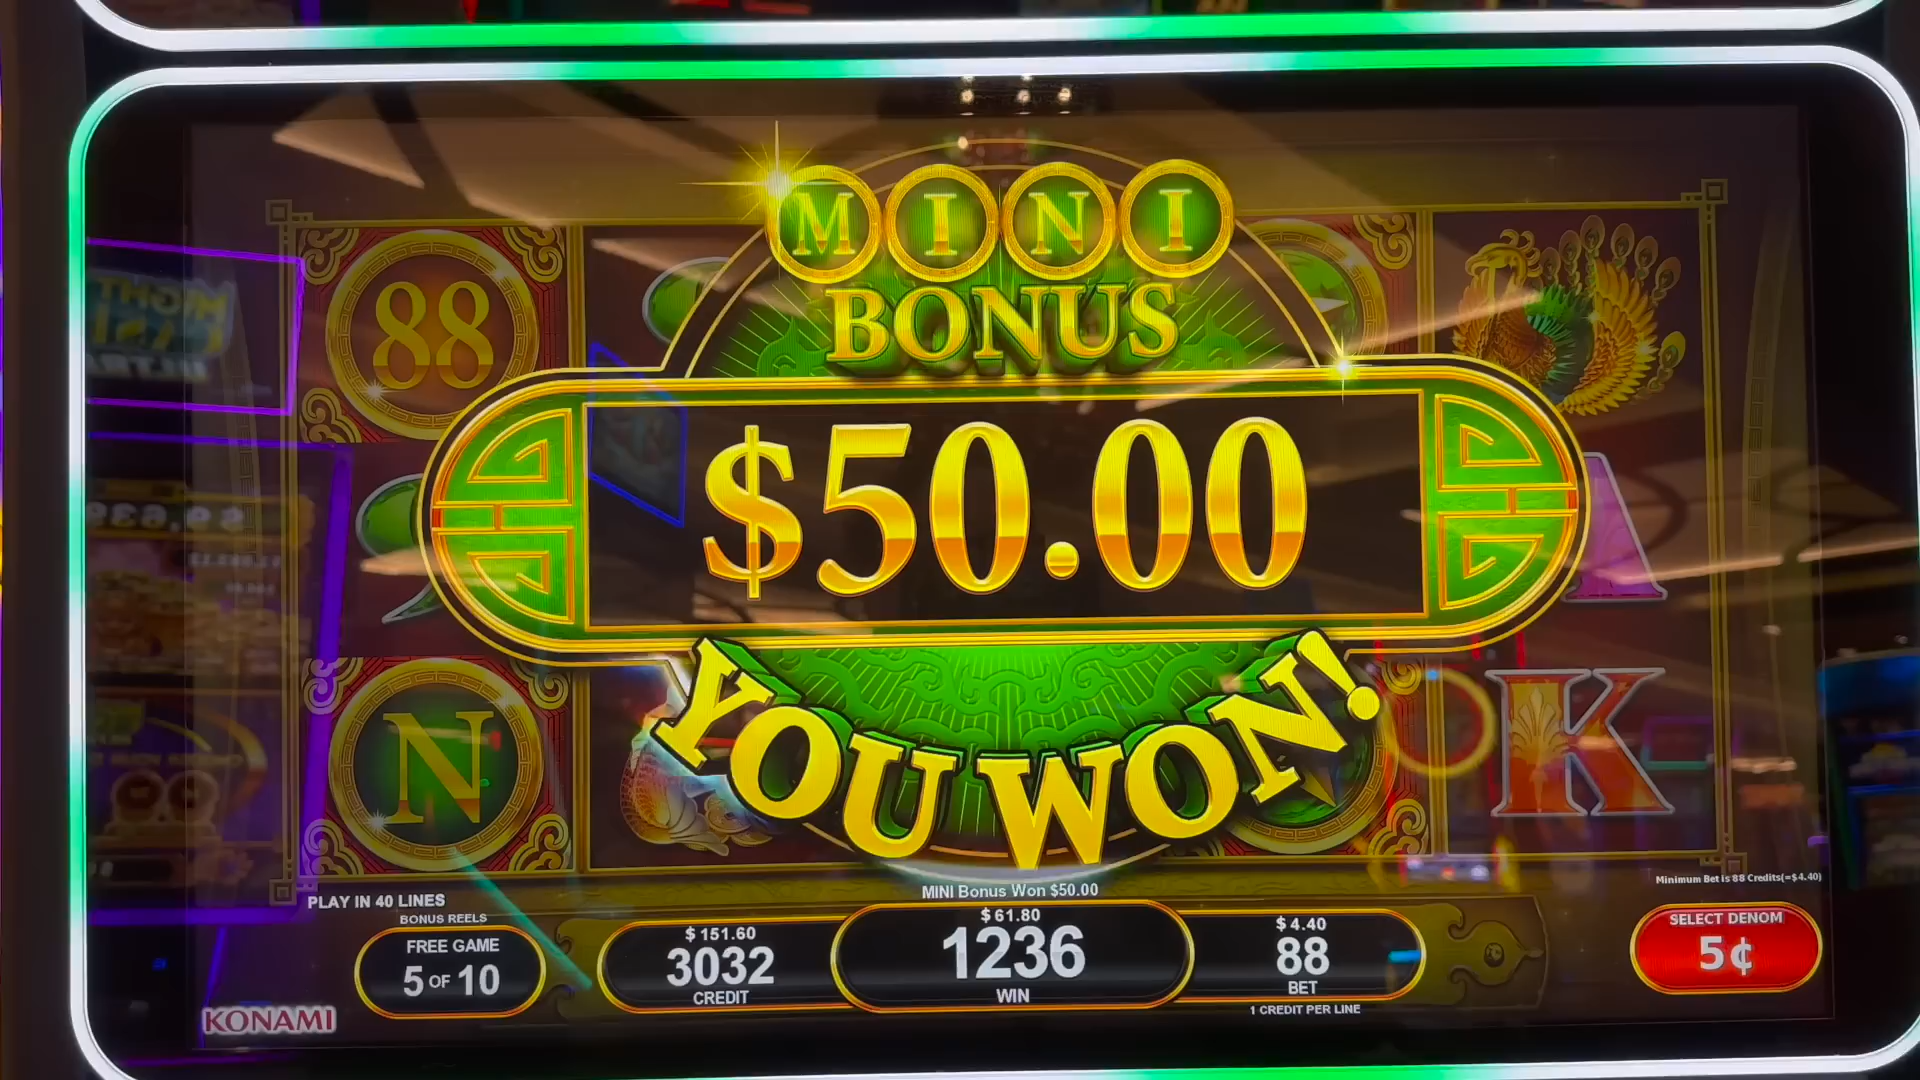 MINI
BONUS
88
$50.00
A
N
K
YOU WON!
MINI Bonus Won $50.00
Minimum Bet is 88 Credits(=$4.40)
PLAY IN 40 LINES
BONUS REELS
FREE GAME
5 OF 10
$151.60
3032
CREDIT
$61.80
1236
WIN
$4.40
88
BET
1 CREDIT PER LINE
SELECT DENOM
5¢
KONAMI